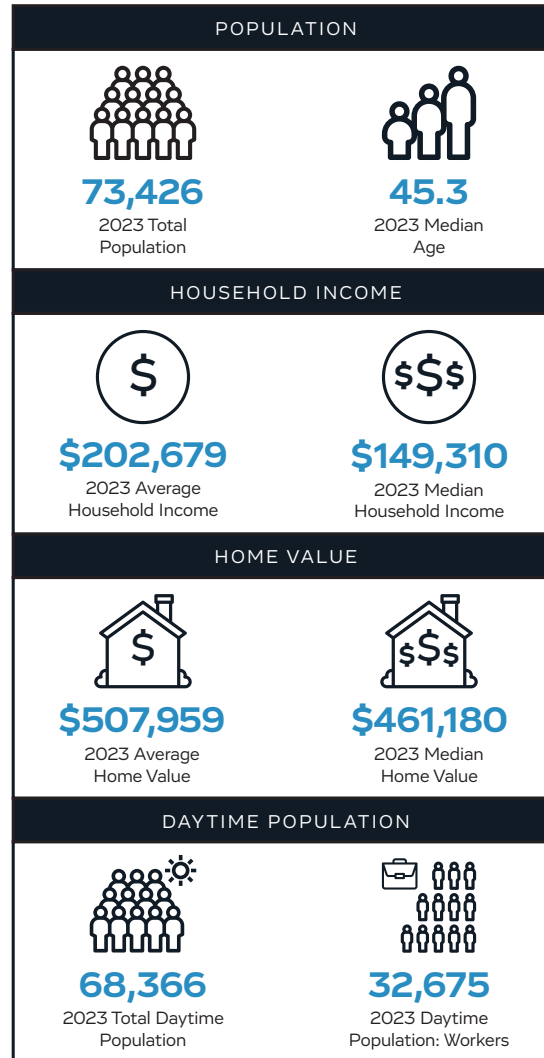 POPULATION
73,426
2023 Total
Population
45.3
2023 Median
Age
HOUSEHOLD INCOME
$
$202,679
2023 Average
Household Income
$$$
$149,310
2023 Median
Household Income
HOME VALUE
$
$507,959
2023 Average
Home Value
$$$
$461,180
2023 Median
Home Value
DAYTIME POPULATION
68,366
2023 Total Daytime
Population
32,675
2023 Daytime
Population: Workers